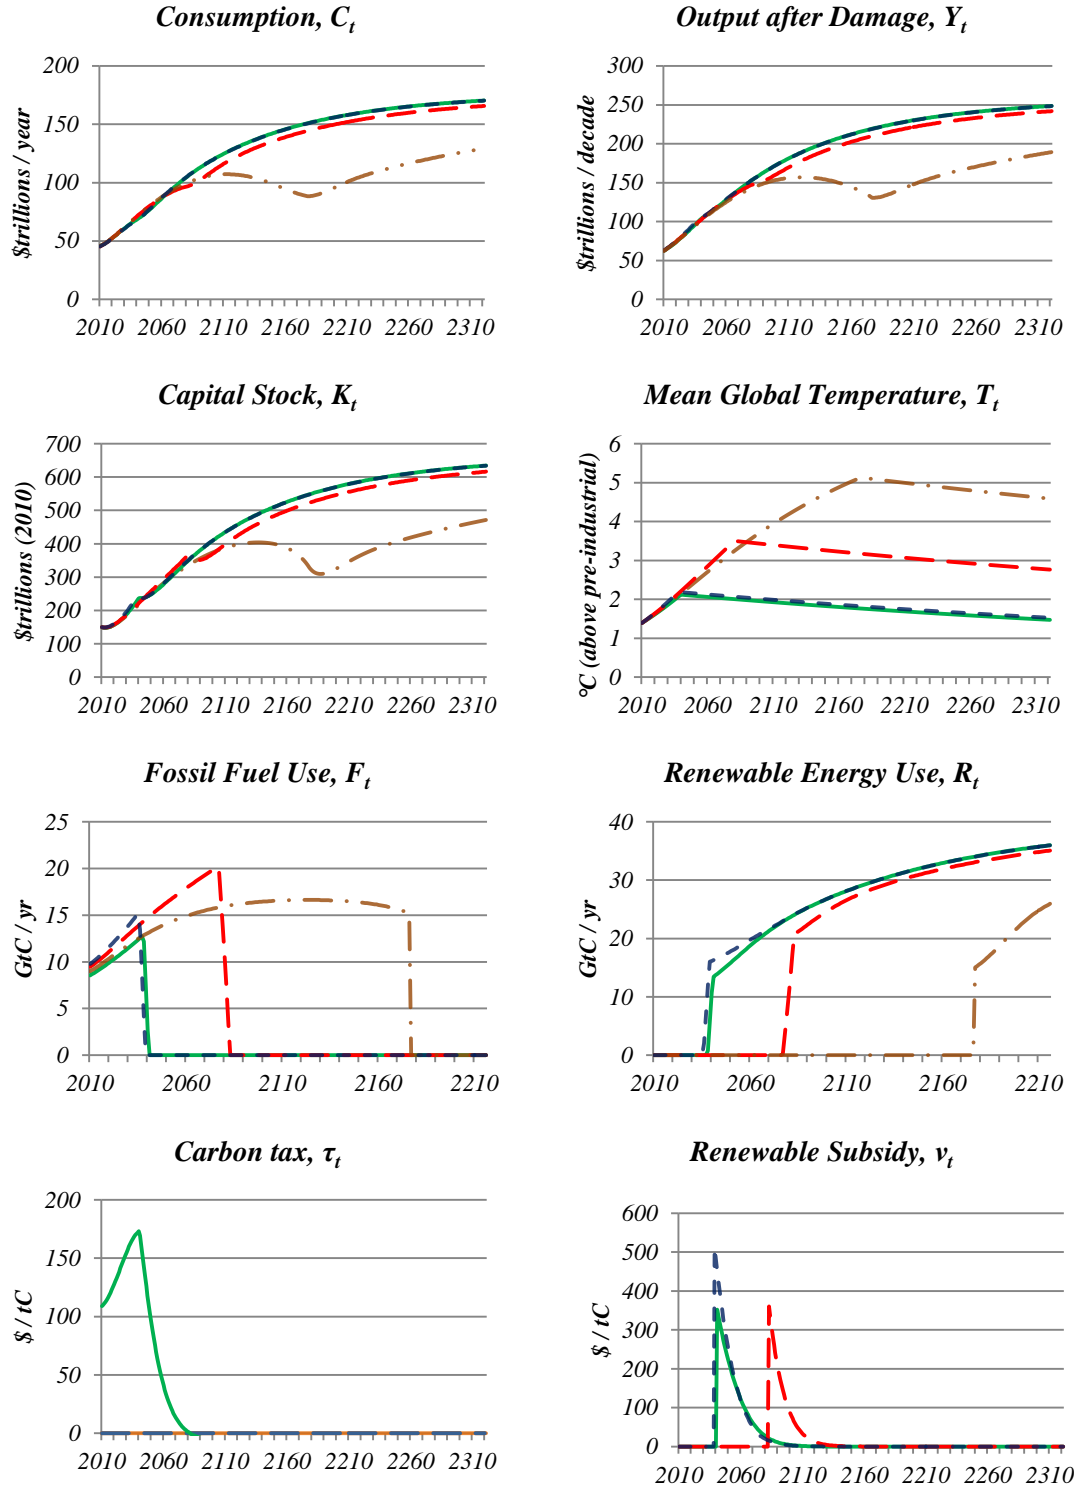 Consumption, Cₜ
Output after Damage, Yₜ
$trillions / year
200
150
100
50
0
2010 2060 2110 2160 2210 2260 2310
$trillions / decade
300
250
200
150
100
50
0
2010 2060 2110 2160 2210 2260 2310
Capital Stock, Kₜ
Mean Global Temperature, Tₜ
$trillions (2010)
700
600
500
400
300
200
100
0
2010 2060 2110 2160 2210 2260 2310
°C (above pre-industrial)
6
5
4
3
2
1
0
2010 2060 2110 2160 2210 2260 2310
Fossil Fuel Use, Fₜ
Renewable Energy Use, Rₜ
GtC / yr
25
20
15
10
5
0
2010 2060 2110 2160 2210
GtC / yr
40
30
20
10
0
2010 2060 2110 2160 2210
Carbon tax, τₜ
Renewable Subsidy, νₜ
$ / tC
200
150
100
50
0
2010 2060 2110 2160 2210 2260 2310
$ / tC
600
500
400
300
200
100
0
2010 2060 2110 2160 2210 2260 2310